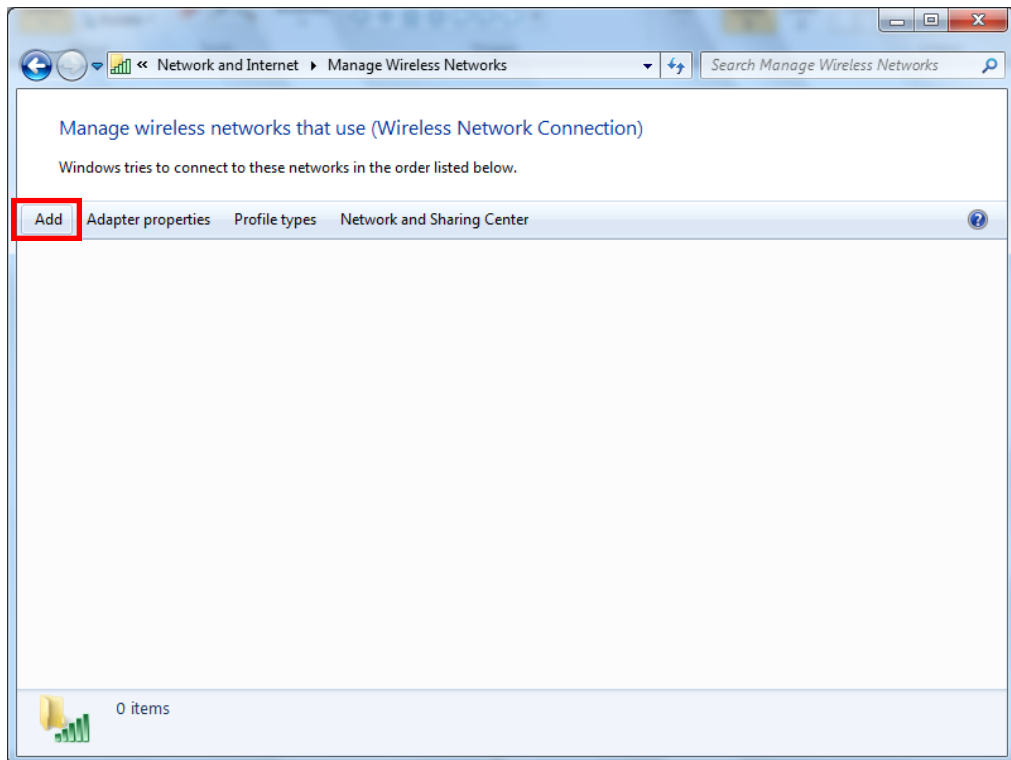 « Network and Internet ▸ Manage Wireless Networks
Search Manage Wireless Networks
Manage wireless networks that use (Wireless Network Connection)
Windows tries to connect to these networks in the order listed below.
Add Adapter properties Profile types Network and Sharing Center
0 items